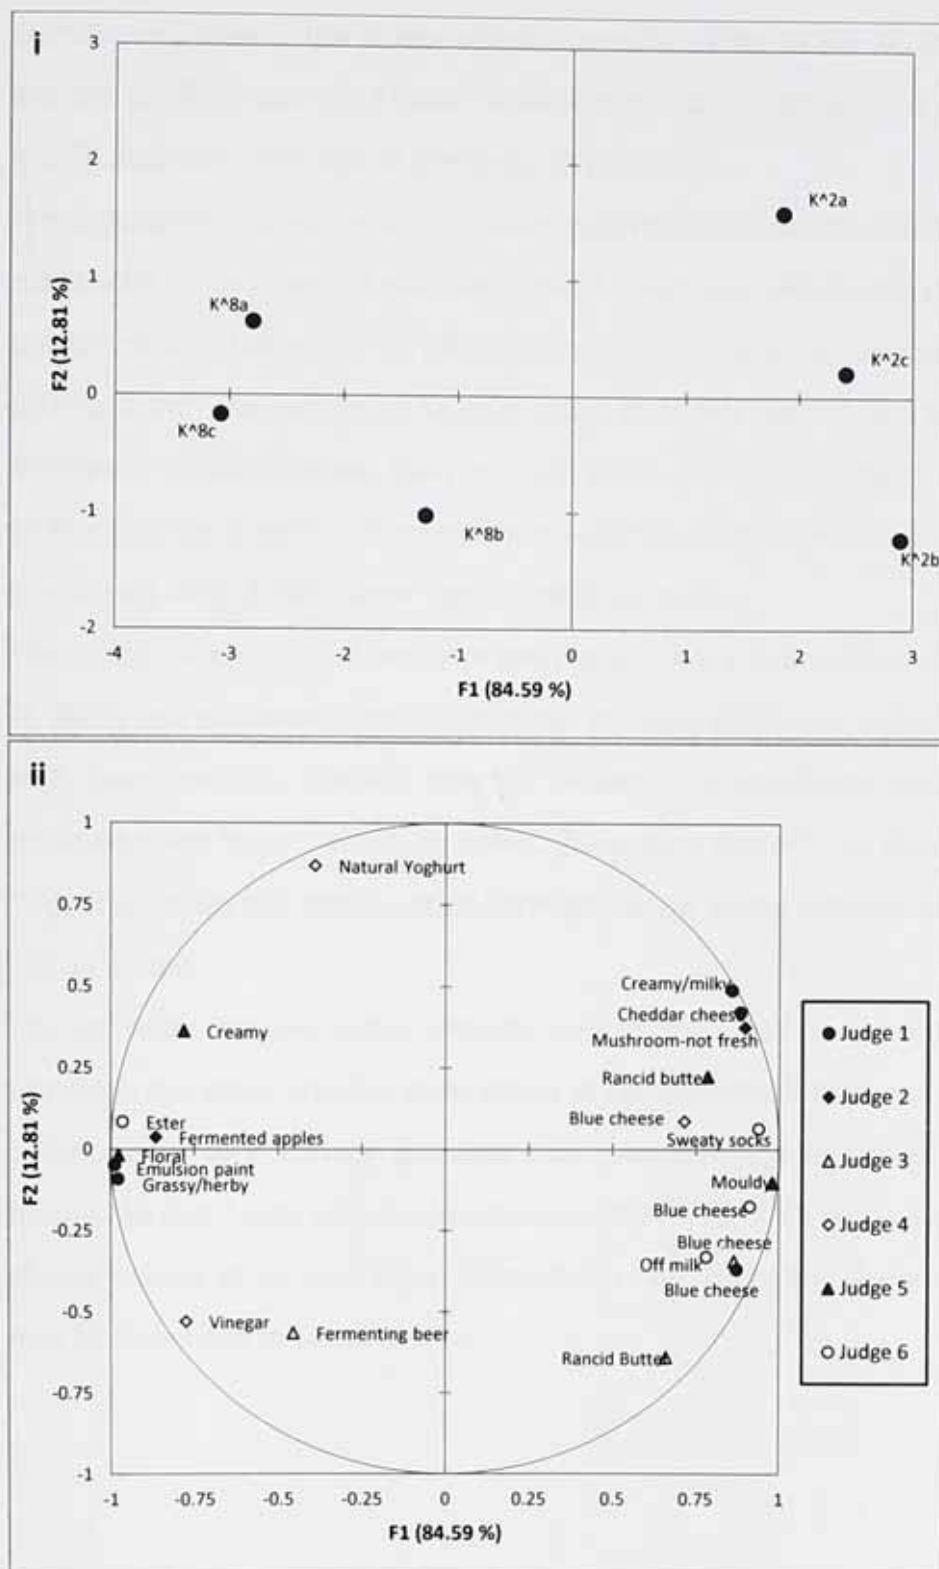 i
3
2
1
0
-1
-2
F2 (12.81 %)
K^2a
K^8a
K^2c
K^8c
K^8b
K^2b
-4 -3 -2 -1 0 1 2 3
F1 (84.59 %)
ii
1
0.75
0.5
0.25
0
-0.25
-0.5
-0.75
-1
F2 (12.81 %)
Natural Yoghurt
Creamy/milky
Cheddar cheese
Mushroom-not fresh
Creamy
Rancid butter
Blue cheese
Ester
Sweaty socks
Fermented apples
Floral
Emulsion paint
Grassy/herby
Mouldy
Blue cheese
Blue cheese
Off milk
Blue cheese
Vinegar
Fermenting beer
Rancid Butter
-1 -0.75 -0.5 -0.25 0 0.25 0.5 0.75 1
F1 (84.59 %)
Judge 1
Judge 2
Judge 3
Judge 4
Judge 5
Judge 6